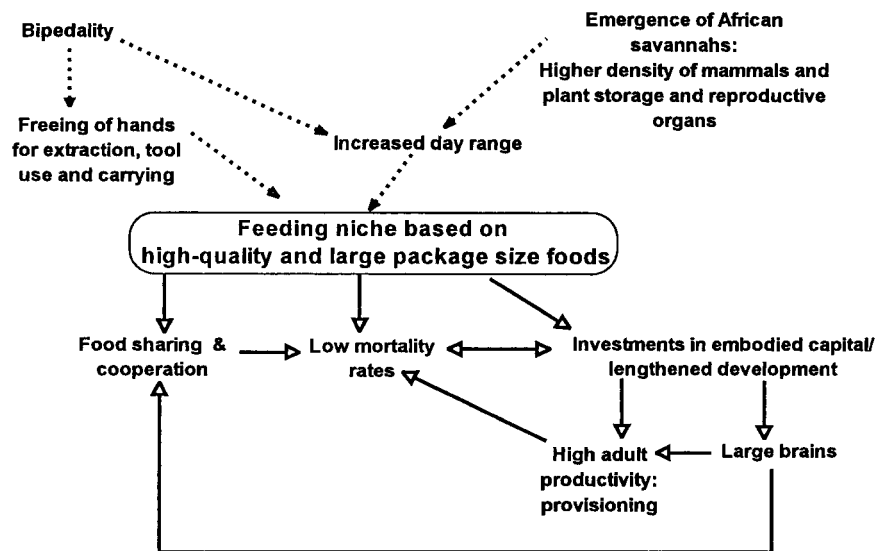 Bipedality
Emergence of African
savannahs:
Higher density of mammals and
plant storage and reproductive
organs
Freeing of hands
for extraction, tool
use and carrying
Increased day range
Feeding niche based on
high-quality and large package size foods
Food sharing &
cooperation
Low mortality
rates
Investments in embodied capital/
lengthened development
High adult
productivity:
provisioning
Large brains